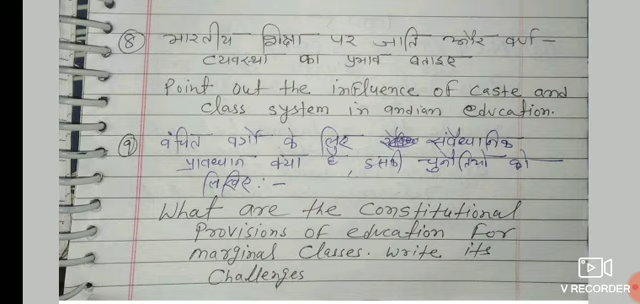 ⑧ भारतीय शिक्षा पर जाति और वर्ण –
व्यवस्था का प्रभाव बताइए
Point out the influence of caste and
class system in andian education.
⑨ वंचित वर्गो के लिए संवैधानिक
प्रावधान क्या है, इसकी चुनौतियों को
लिखिए :-
What are the constitutional
Provisions of education For
marginal classes. Write its
Challenges
V RECORDER